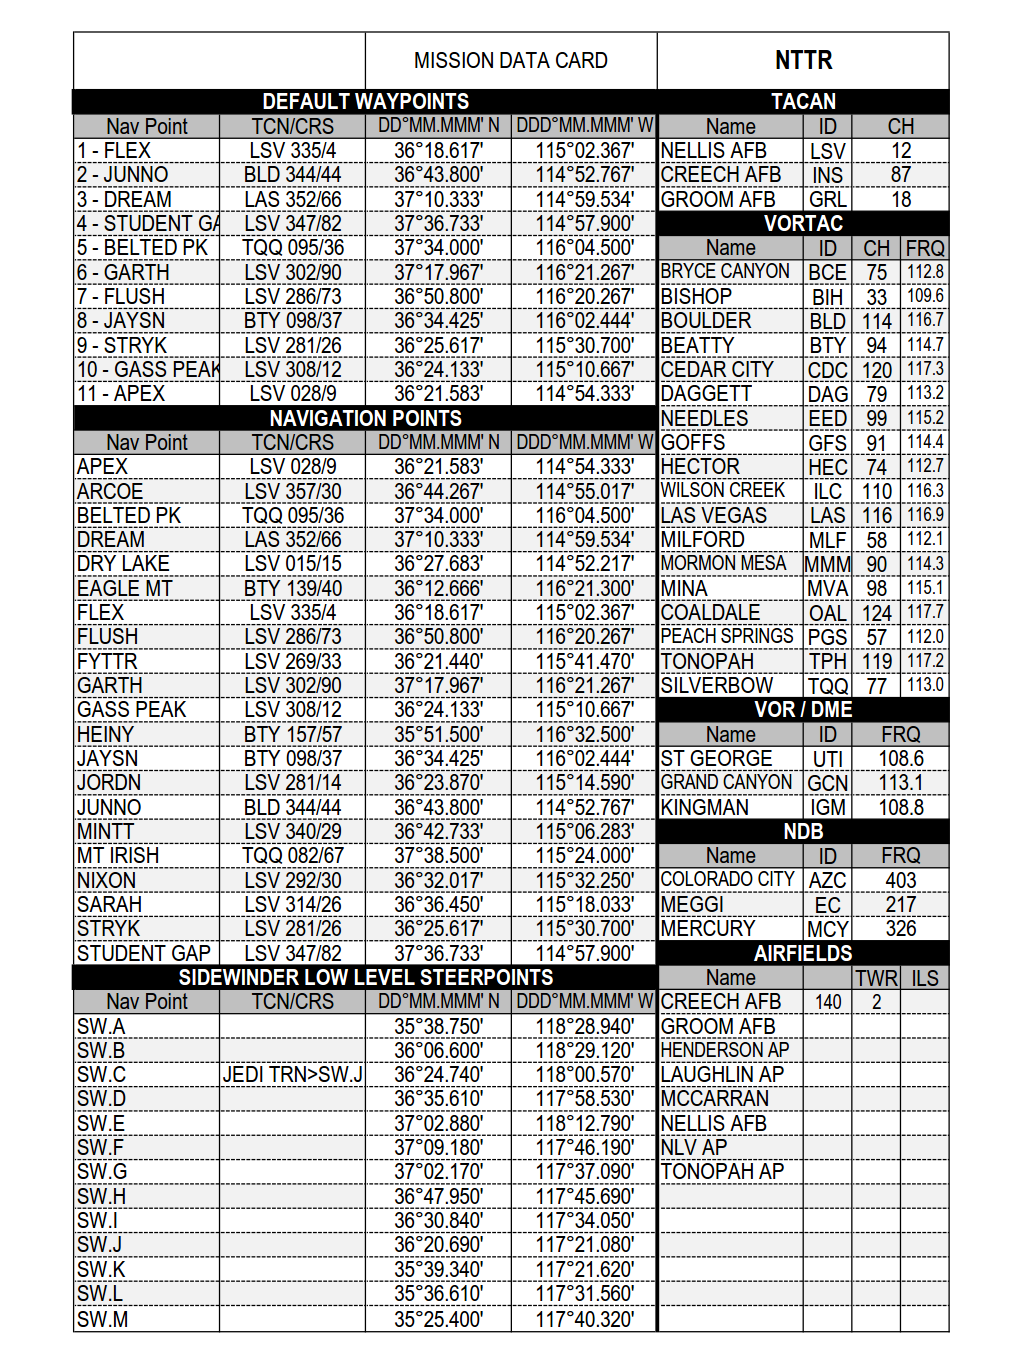 MISSION DATA CARD
NTTR
DEFAULT WAYPOINTS
Nav Point TCN/CRS DD°MM.MMM' N DDD°MM.MMM' W
1 - FLEX LSV 335/4 36°18.617' 115°02.367'
2 - JUNNO BLD 344/44 36°43.800' 114°52.767'
3 - DREAM LAS 352/66 37°10.333' 114°59.534'
4 - STUDENT GA LSV 347/82 37°36.733' 114°57.900'
5 - BELTED PK TQQ 095/36 37°34.000' 116°04.500'
6 - GARTH LSV 302/90 37°17.967' 116°21.267'
7 - FLUSH LSV 286/73 36°50.800' 116°20.267'
8 - JAYSN BTY 098/37 36°34.425' 116°02.444'
9 - STRYK LSV 281/26 36°25.617' 115°30.700'
10 - GASS PEAK LSV 308/12 36°24.133' 115°10.667'
11 - APEX LSV 028/9 36°21.583' 114°54.333'
NAVIGATION POINTS
Nav Point TCN/CRS DD°MM.MMM' N DDD°MM.MMM' W
APEX LSV 028/9 36°21.583' 114°54.333'
ARCOE LSV 357/30 36°44.267' 114°55.017'
BELTED PK TQQ 095/36 37°34.000' 116°04.500'
DREAM LAS 352/66 37°10.333' 114°59.534'
DRY LAKE LSV 015/15 36°27.683' 114°52.217'
EAGLE MT BTY 139/40 36°12.666' 116°21.300'
FLEX LSV 335/4 36°18.617' 115°02.367'
FLUSH LSV 286/73 36°50.800' 116°20.267'
FYTTR LSV 269/33 36°21.440' 115°41.470'
GARTH LSV 302/90 37°17.967' 116°21.267'
GASS PEAK LSV 308/12 36°24.133' 115°10.667'
HEINY BTY 157/57 35°51.500' 116°32.500'
JAYSN BTY 098/37 36°34.425' 116°02.444'
JORDN LSV 281/14 36°23.870' 115°14.590'
JUNNO BLD 344/44 36°43.800' 114°52.767'
MINTT LSV 340/29 36°42.733' 115°06.283'
MT IRISH TQQ 082/67 37°38.500' 115°24.000'
NIXON LSV 292/30 36°32.017' 115°32.250'
SARAH LSV 314/26 36°36.450' 115°18.033'
STRYK LSV 281/26 36°25.617' 115°30.700'
STUDENT GAP LSV 347/82 37°36.733' 114°57.900'
SIDEWINDER LOW LEVEL STEERPOINTS
Nav Point TCN/CRS DD°MM.MMM' N DDD°MM.MMM' W
SW.A 35°38.750' 118°28.940'
SW.B 36°06.600' 118°29.120'
SW.C JEDI TRN>SW.J 36°24.740' 118°00.570'
SW.D 36°35.610' 117°58.530'
SW.E 37°02.880' 118°12.790'
SW.F 37°09.180' 117°46.190'
SW.G 37°02.170' 117°37.090'
SW.H 36°47.950' 117°45.690'
SW.I 36°30.840' 117°34.050'
SW.J 36°20.690' 117°21.080'
SW.K 35°39.340' 117°21.620'
SW.L 35°36.610' 117°31.560'
SW.M 35°25.400' 117°40.320'
TACAN
Name ID CH
NELLIS AFB LSV 12
CREECH AFB INS 87
GROOM AFB GRL 18
VORTAC
Name ID CH FRQ
BRYCE CANYON BCE 75 112.8
BISHOP BIH 33 109.6
BOULDER BLD 114 116.7
BEATTY BTY 94 114.7
CEDAR CITY CDC 120 117.3
DAGGETT DAG 79 113.2
NEEDLES EED 99 115.2
GOFFS GFS 91 114.4
HECTOR HEC 74 112.7
WILSON CREEK ILC 110 116.3
LAS VEGAS LAS 116 116.9
MILFORD MLF 58 112.1
MORMON MESA MMM 90 114.3
MINA MVA 98 115.1
COALDALE OAL 124 117.7
PEACH SPRINGS PGS 57 112.0
TONOPAH TPH 119 117.2
SILVERBOW TQQ 77 113.0
VOR / DME
Name ID FRQ
ST GEORGE UTI 108.6
GRAND CANYON GCN 113.1
KINGMAN IGM 108.8
NDB
Name ID FRQ
COLORADO CITY AZC 403
MEGGI EC 217
MERCURY MCY 326
AIRFIELDS
Name TWR ILS
CREECH AFB 140 2
GROOM AFB
HENDERSON AP
LAUGHLIN AP
MCCARRAN
NELLIS AFB
NLV AP
TONOPAH AP